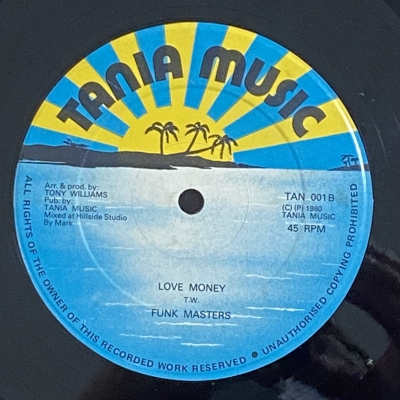 TANIA MUSIC
Arr. & prod. by:
TONY WILLIAMS
Pub. by:
TANIA MUSIC
Mixed at Hillside Studio
By Mark.
TAN 001B
(C) (P) 1980
TANIA MUSIC
45 RPM
LOVE MONEY
T.W.
FUNK MASTERS
ALL RIGHTS OF THE OWNER OF THIS RECORDED WORK RESERVED ● UNAUTHORISED COPYING PROHIBITED